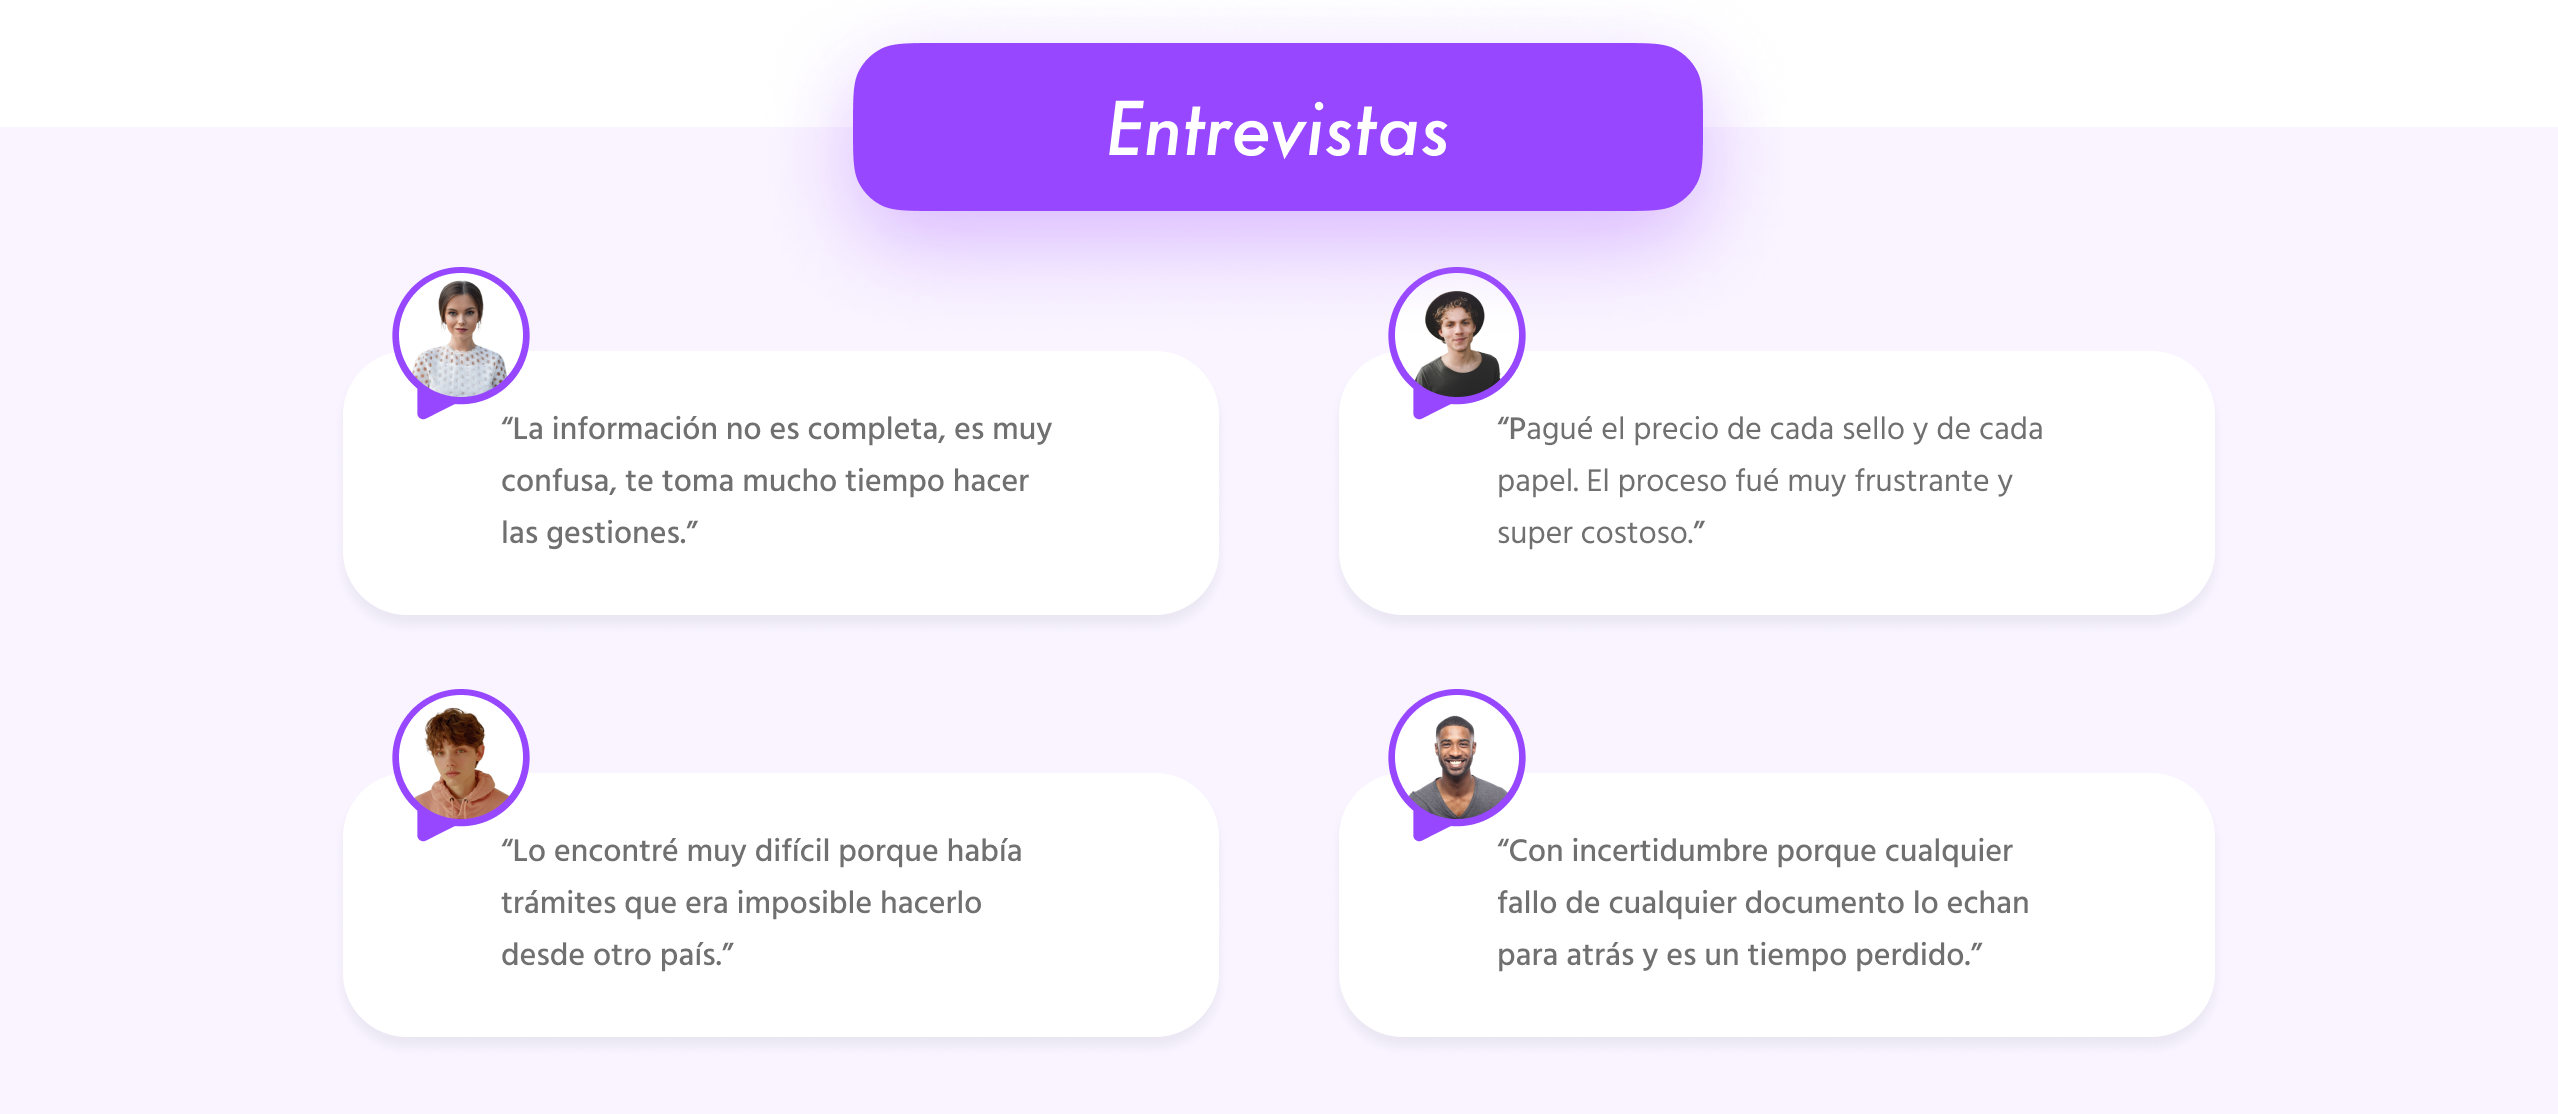 Entrevistas
“La información no es completa, es muy
confusa, te toma mucho tiempo hacer
las gestiones.”
“Pagué el precio de cada sello y de cada
papel. El proceso fué muy frustrante y
super costoso.”
“Lo encontré muy difícil porque había
trámites que era imposible hacerlo
desde otro país.”
“Con incertidumbre porque cualquier
fallo de cualquier documento lo echan
para atrás y es un tiempo perdido.”